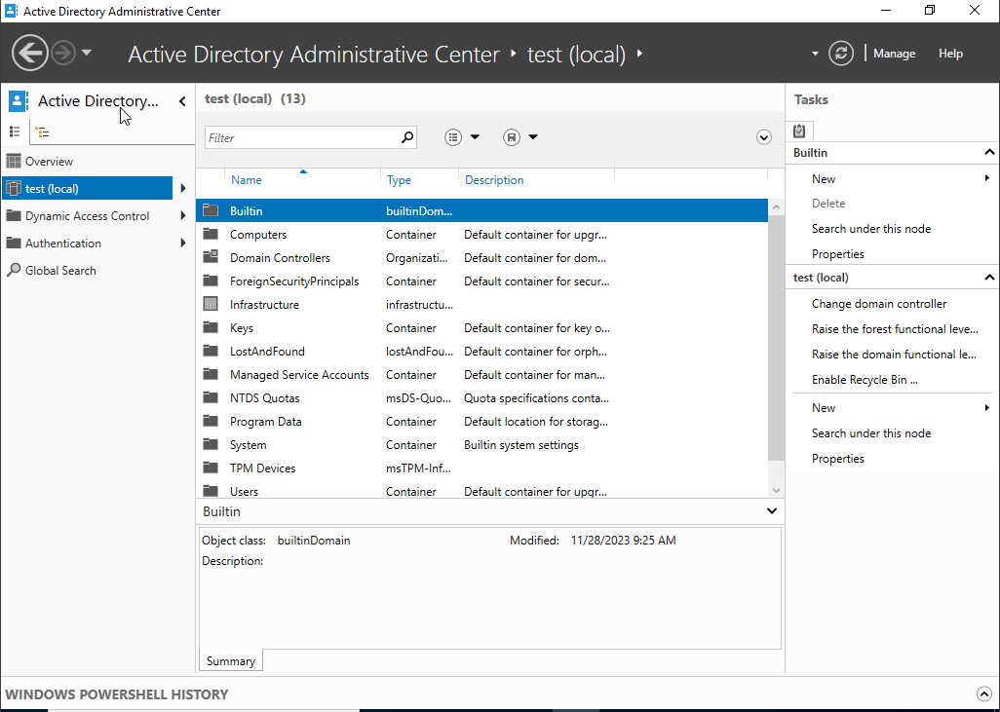 Active Directory Administrative Center
Active Directory Administrative Center test (local)
Manage Help
Active Directory...
Overview
test (local)
Dynamic Access Control
Authentication
Global Search
test (local) (13)
Filter
Name Type Description
Builtin builtinDom...
Computers Container Default container for upgr...
Domain Controllers Organizati... Default container for dom...
ForeignSecurityPrincipals Container Default container for secur...
Infrastructure infrastructu...
Keys Container Default container for key o...
LostAndFound lostAndFou... Default container for orph...
Managed Service Accounts Container Default container for man...
NTDS Quotas msDS-Quo... Quota specifications conta...
Program Data Container Default location for storag...
System Container Builtin system settings
TPM Devices msTPM-Inf...
Users Container Default container for upgr...
Builtin
Object class: builtinDomain Modified: 11/28/2023 9:25 AM
Description:
Summary
Tasks
Builtin
New
Delete
Search under this node
Properties
test (local)
Change domain controller
Raise the forest functional leve...
Raise the domain functional le...
Enable Recycle Bin ...
New
Search under this node
Properties
WINDOWS POWERSHELL HISTORY